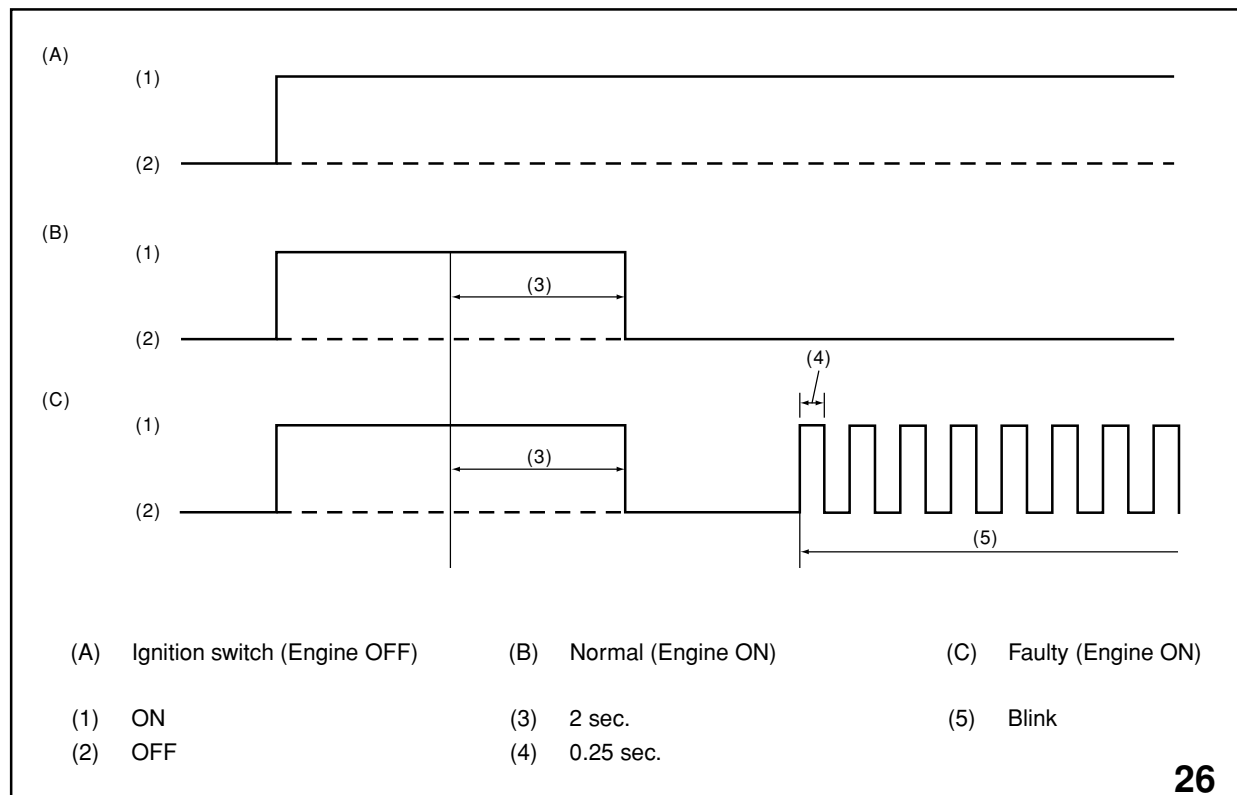 (A)
(1)
(2)
(B)
(1)
(3)
(2)
(4)
(C)
(1)
(3)
(2)
(5)
(A) Ignition switch (Engine OFF) (B) Normal (Engine ON) (C) Faulty (Engine ON)
(1) ON (3) 2 sec. (5) Blink
(2) OFF (4) 0.25 sec.
26